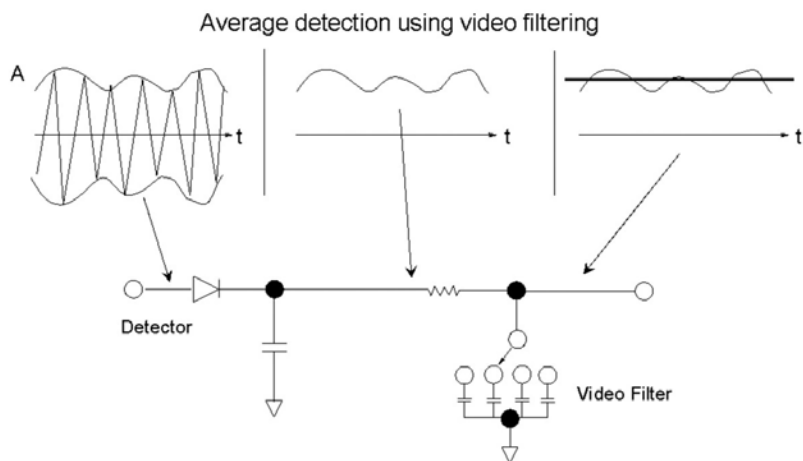 Average detection using video filtering
A
t
t
t
Detector
Video Filter